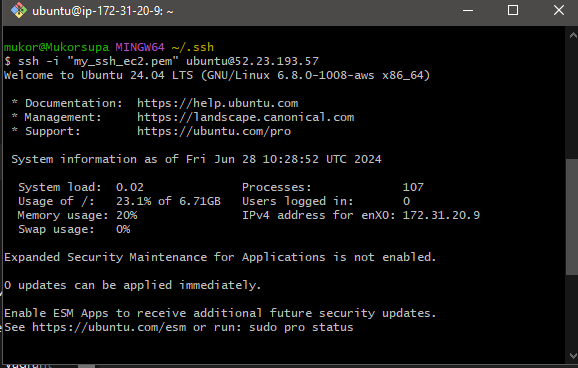 ubuntu@ip-172-31-20-9: ~
mukor@Mukorsupa MINGW64 ~/.ssh
$ ssh -i "my_ssh_ec2.pem" ubuntu@52.23.193.57
Welcome to Ubuntu 24.04 LTS (GNU/Linux 6.8.0-1008-aws x86_64)
* Documentation: https://help.ubuntu.com
* Management: https://landscape.canonical.com
* Support: https://ubuntu.com/pro
System information as of Fri Jun 28 10:28:52 UTC 2024
System load: 0.02 Processes: 107
Usage of /: 23.1% of 6.71GB Users logged in: 0
Memory usage: 20% IPv4 address for enX0: 172.31.20.9
Swap usage: 0%
Expanded Security Maintenance for Applications is not enabled.
0 updates can be applied immediately.
Enable ESM Apps to receive additional future security updates.
See https://ubuntu.com/esm or run: sudo pro status